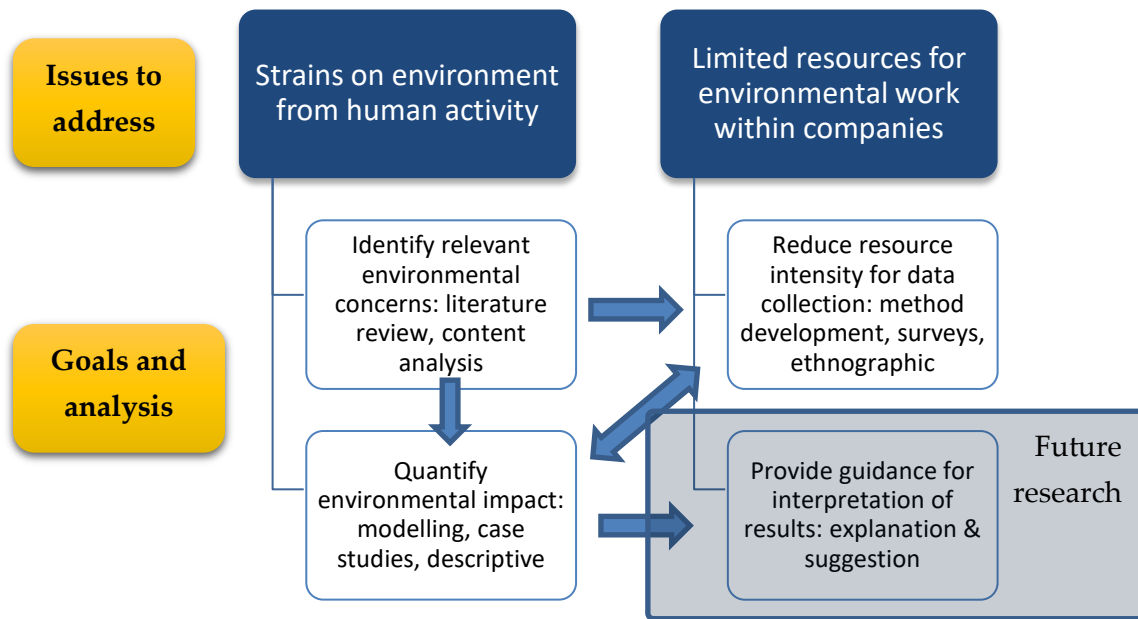 Issues to
address
Strains on environment
from human activity
Limited resources for
environmental work
within companies
Goals and
analysis
Identify relevant
environmental
concerns: literature
review, content
analysis
Reduce resource
intensity for data
collection: method
development, surveys,
ethnographic
Quantify
environmental impact:
modelling, case
studies, descriptive
Provide guidance for
interpretation of
results: explanation &
suggestion
Future
research